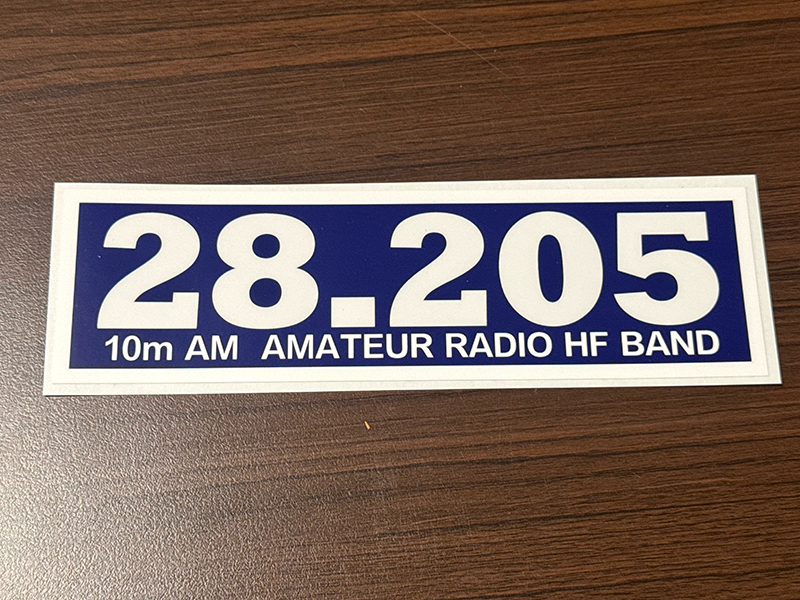 28.205
10m AM AMATEUR RADIO HF BAND